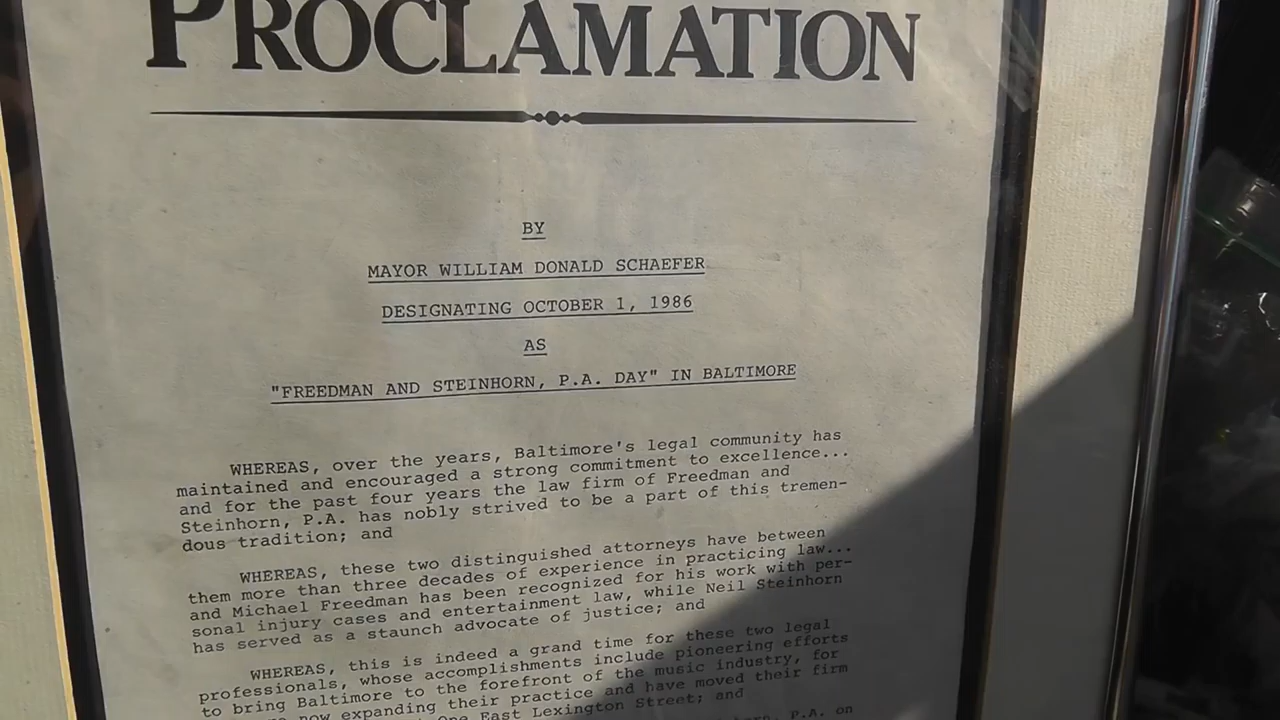 PROCLAMATION
BY
MAYOR WILLIAM DONALD SCHAEFER
DESIGNATING OCTOBER 1, 1986
AS
"FREEDMAN AND STEINHORN, P.A. DAY" IN BALTIMORE
WHEREAS, over the years, Baltimore's legal community has
maintained and encouraged a strong commitment to excellence...
and for the past four years the law firm of Freedman and
Steinhorn, P.A. has nobly strived to be a part of this tremen-
dous tradition; and
WHEREAS, these two distinguished attorneys have between
them more than three decades of experience in practicing law...
and Michael Freedman has been recognized for his work with per-
sonal injury cases and entertainment law, while Neil Steinhorn
has served as a staunch advocate of justice; and
WHEREAS, this is indeed a grand time for these two legal
professionals, whose accomplishments include pioneering efforts
to bring Baltimore to the forefront of the music industry, for
now expanding their practice and have moved their firm
One East Lexington Street; and
P.A. on